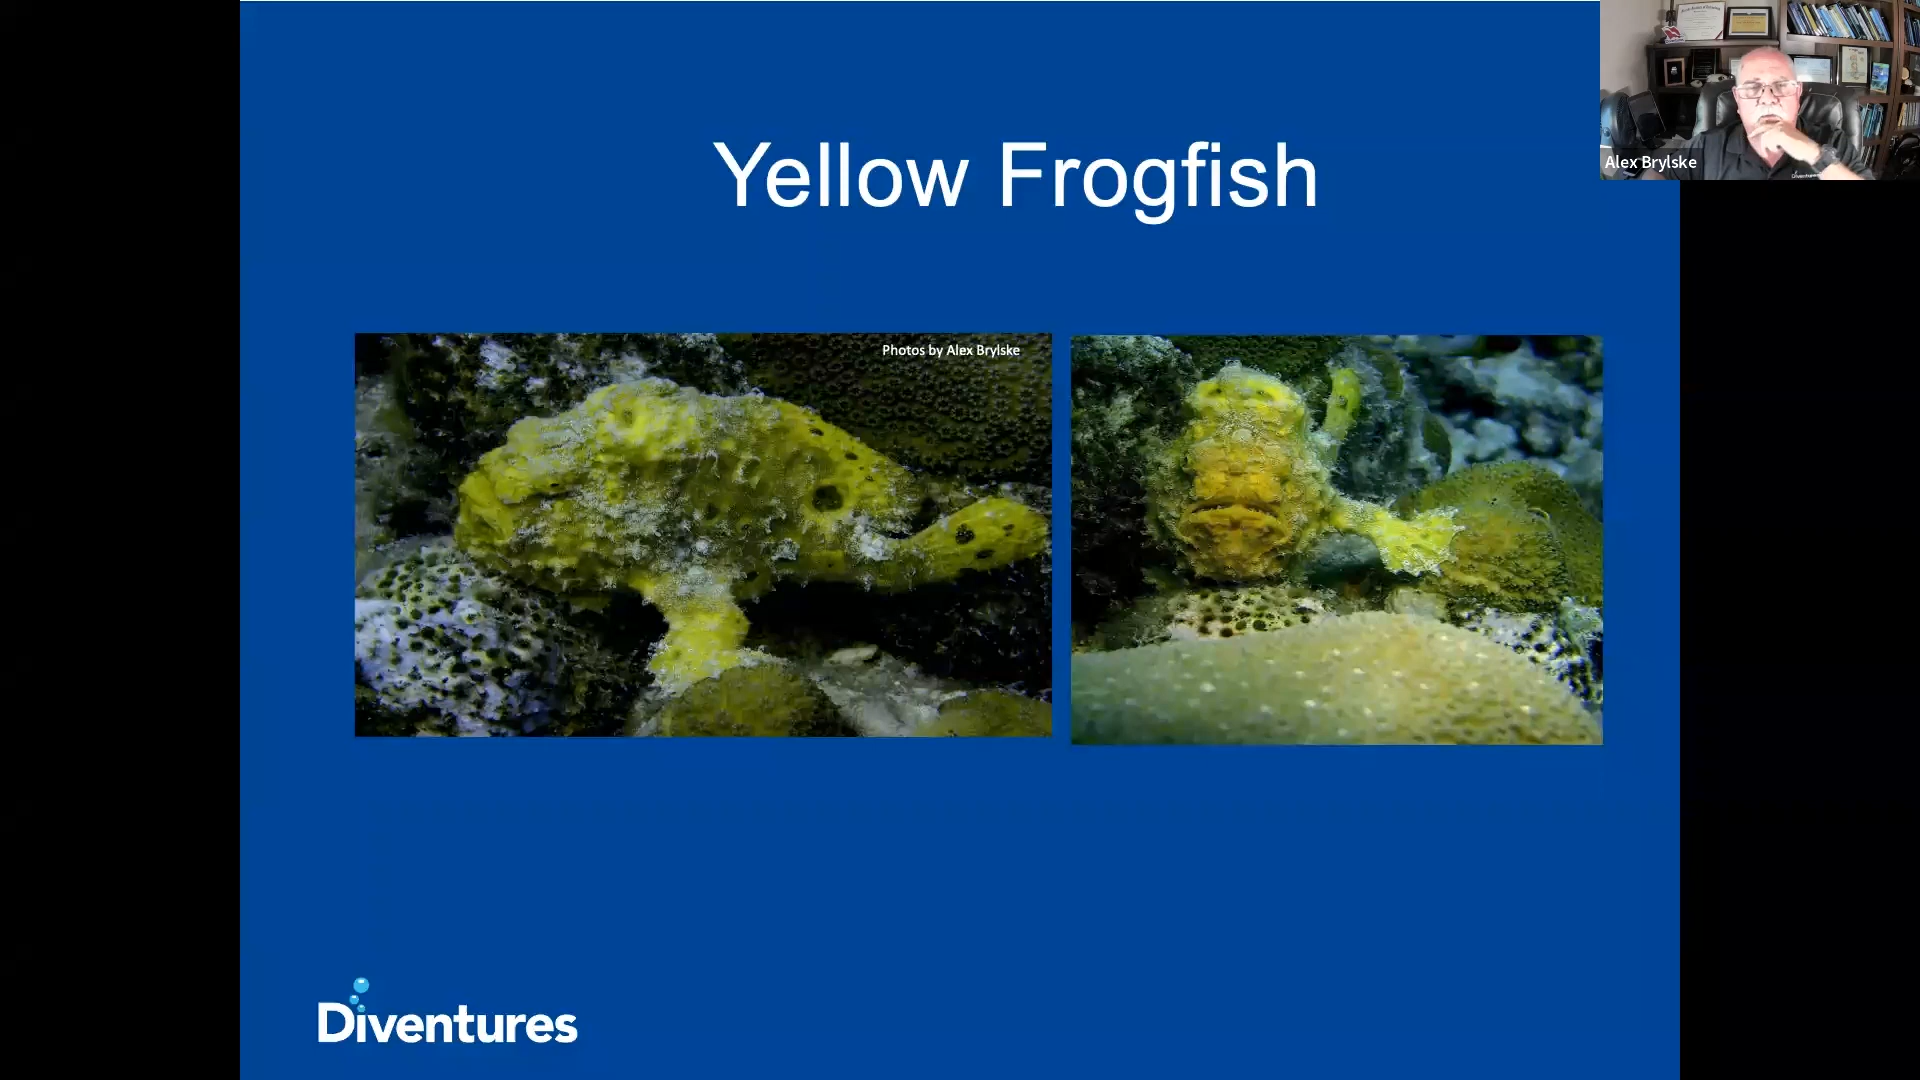 Yellow Frogfish
Alex Brylske
Photos by Alex Brylske
Diventures